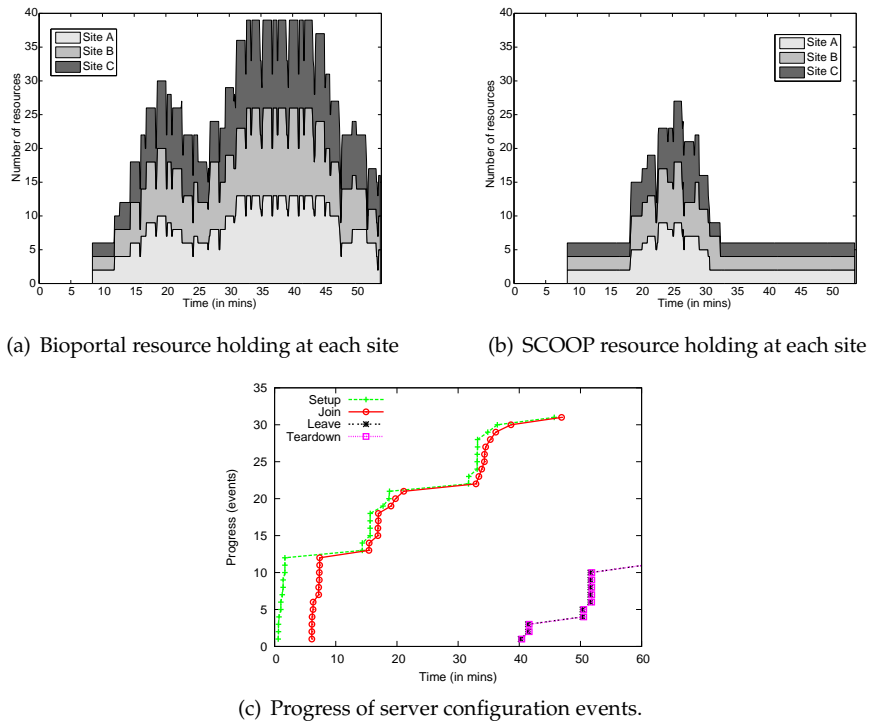 40
35
30
25
20
15
10
5
0
Number of resources
Site A
Site B
Site C
0 5 10 15 20 25 30 35 40 45 50
Time (in mins)
(a) Bioportal resource holding at each site
40
35
30
25
20
15
10
5
0
Number of resources
Site A
Site B
Site C
0 5 10 15 20 25 30 35 40 45 50
Time (in mins)
(b) SCOOP resource holding at each site
35
30
25
20
15
10
5
0
Progress (events)
Setup
Join
Leave
Teardown
0 10 20 30 40 50 60
Time (in mins)
(c) Progress of server configuration events.